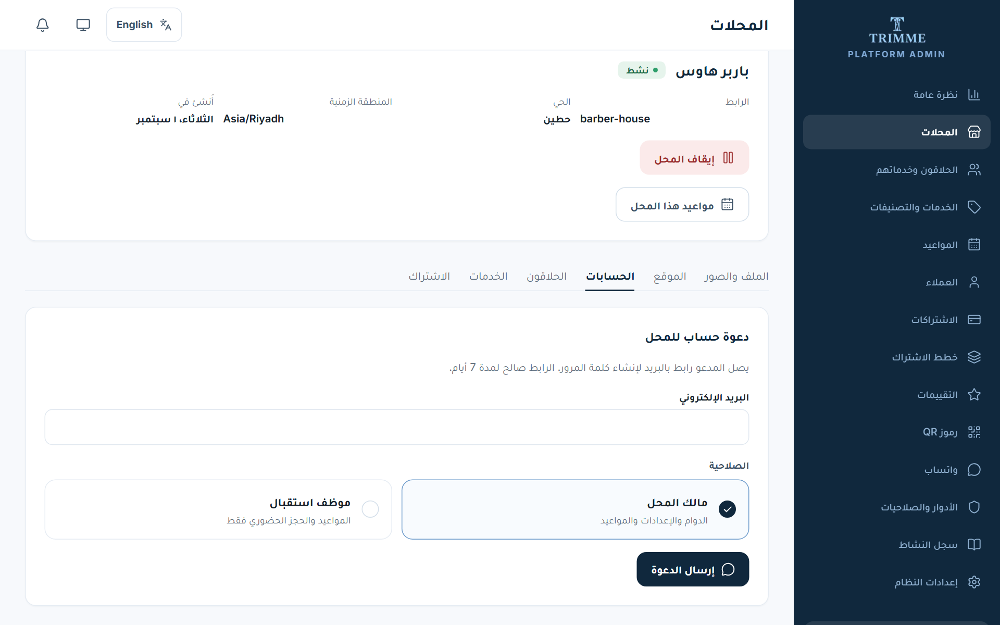 TRIMME
PLATFORM ADMIN
نظرة عامة
المحلات
الحلاقون وخدماتهم
الخدمات والتصنيفات
المواعيد
العملاء
الاشتراكات
خطط الاشتراك
التقييمات
رموز QR
واتساب
الأدوار والصلاحيات
سجل النشاط
إعدادات النظام
المحلات
English
باربر هاوس
نشط
الرابط
barber-house
الحي
حطين
المنطقة الزمنية
Asia/Riyadh
أُنشئ في
الثلاثاء، ١ سبتمبر
إيقاف المحل
مواعيد هذا المحل
الملف والصور
الموقع
الحسابات
الحلاقون
الخدمات
الاشتراك
دعوة حساب للمحل
يصل المدعو رابط بالبريد لإنشاء كلمة المرور. الرابط صالح لمدة 7 أيام.
البريد الإلكتروني
الصلاحية
مالك المحل
الدوام والإعدادات والمواعيد
موظف استقبال
المواعيد والحجز الحضوري فقط
إرسال الدعوة